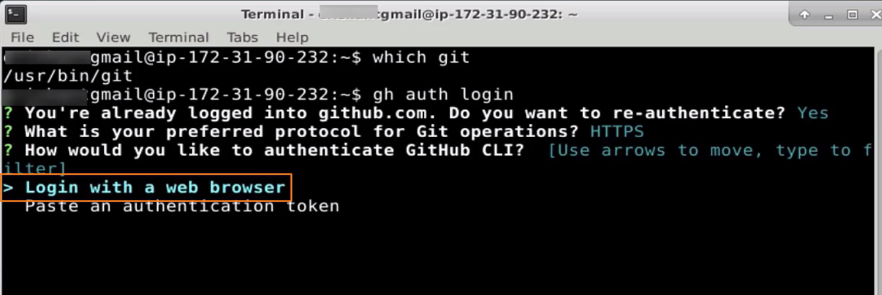 Terminal - gmail@ip-172-31-90-232: ~
File Edit View Terminal Tabs Help
gmail@ip-172-31-90-232:~$ which git
/usr/bin/git
gmail@ip-172-31-90-232:~$ gh auth login
? You're already logged into github.com. Do you want to re-authenticate? Yes
? What is your preferred protocol for Git operations? HTTPS
? How would you like to authenticate GitHub CLI?  [Use arrows to move, type to f
ilter]
> Login with a web browser
  Paste an authentication token